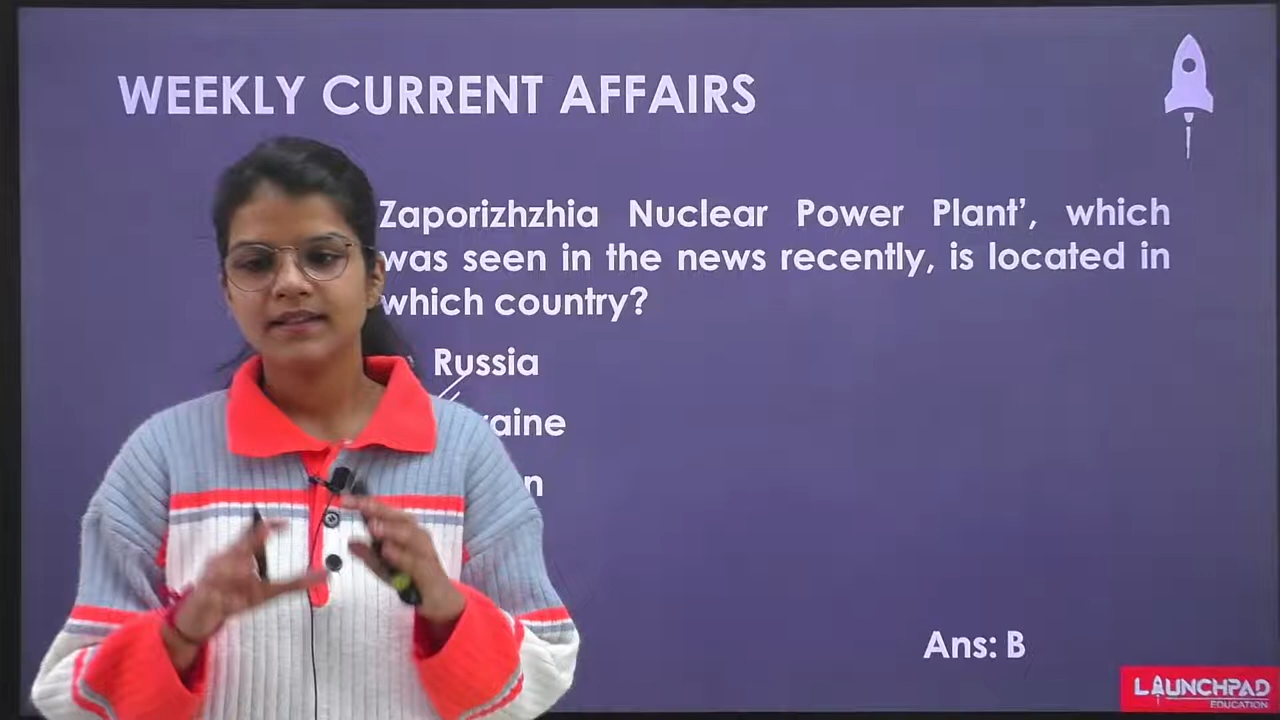 WEEKLY CURRENT AFFAIRS
Zaporizhzhia Nuclear Power Plant’, which
was seen in the news recently, is located in
which country?
Russia
raine
n
Ans: B
LAUNCHPAD
EDUCATION